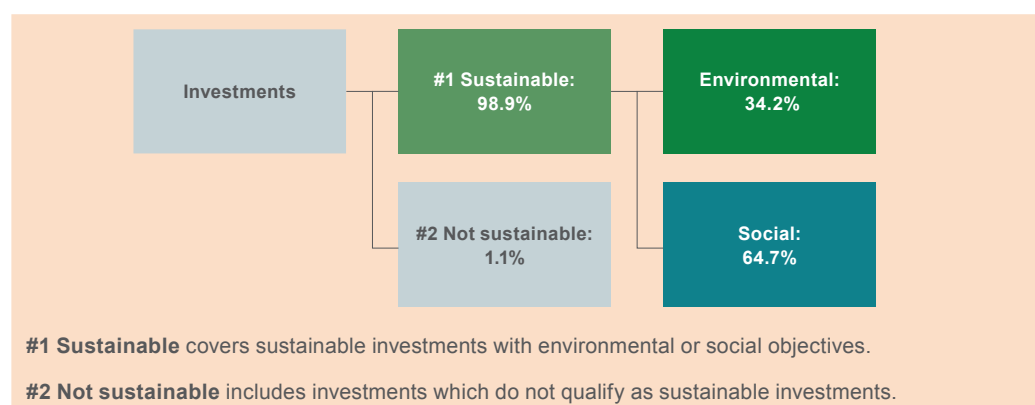 Investments
#1 Sustainable:
98.9%
Environmental:
34.2%
#2 Not sustainable:
1.1%
Social:
64.7%
#1 Sustainable covers sustainable investments with environmental or social objectives.
#2 Not sustainable includes investments which do not qualify as sustainable investments.